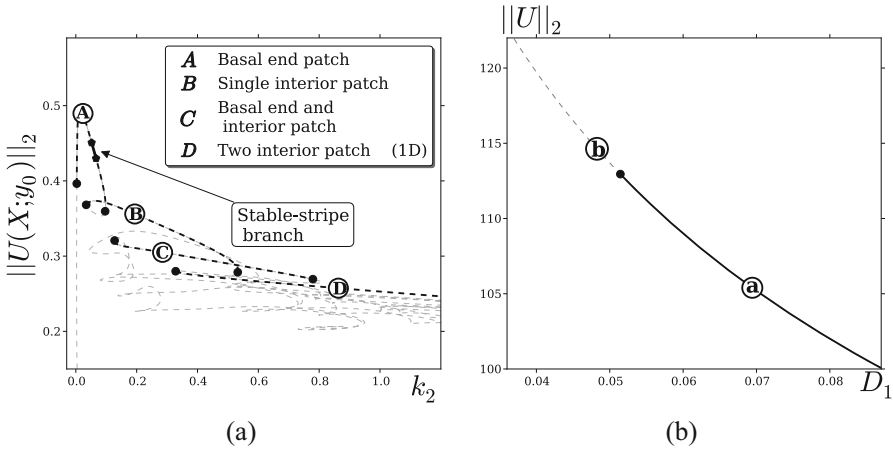 ||U(X;y₀)||₂
0.5
0.4
0.3
0.2
0.0 0.2 0.4 0.6 0.8 1.0
k₂
A Basal end patch
B Single interior patch
C Basal end and
interior patch
D Two interior patch (1D)
A
B
C
D
Stable-stripe
branch
(a)
||U||₂
120
115
110
105
100
0.04 0.05 0.06 0.07 0.08
D₁
b
a
(b)